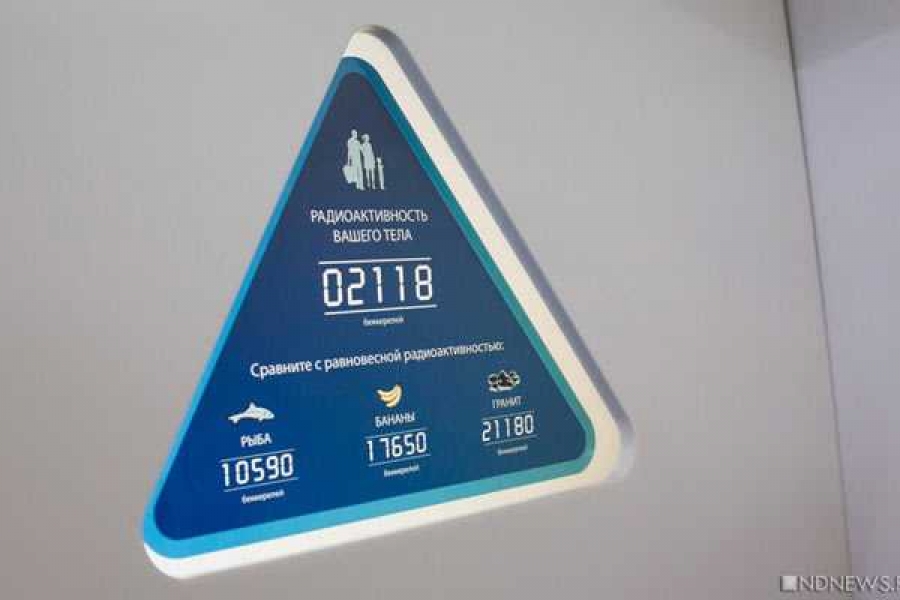 РАДИОАКТИВНОСТЬ
ВАШЕГО ТЕЛА
02118
беккерелей
Сравните с равновесной радиоактивностью:
РЫБА
10590
беккерелей
БАНАНЫ
17650
беккерелей
ГРАНИТ
21180
беккерелей
NDNEWS.R